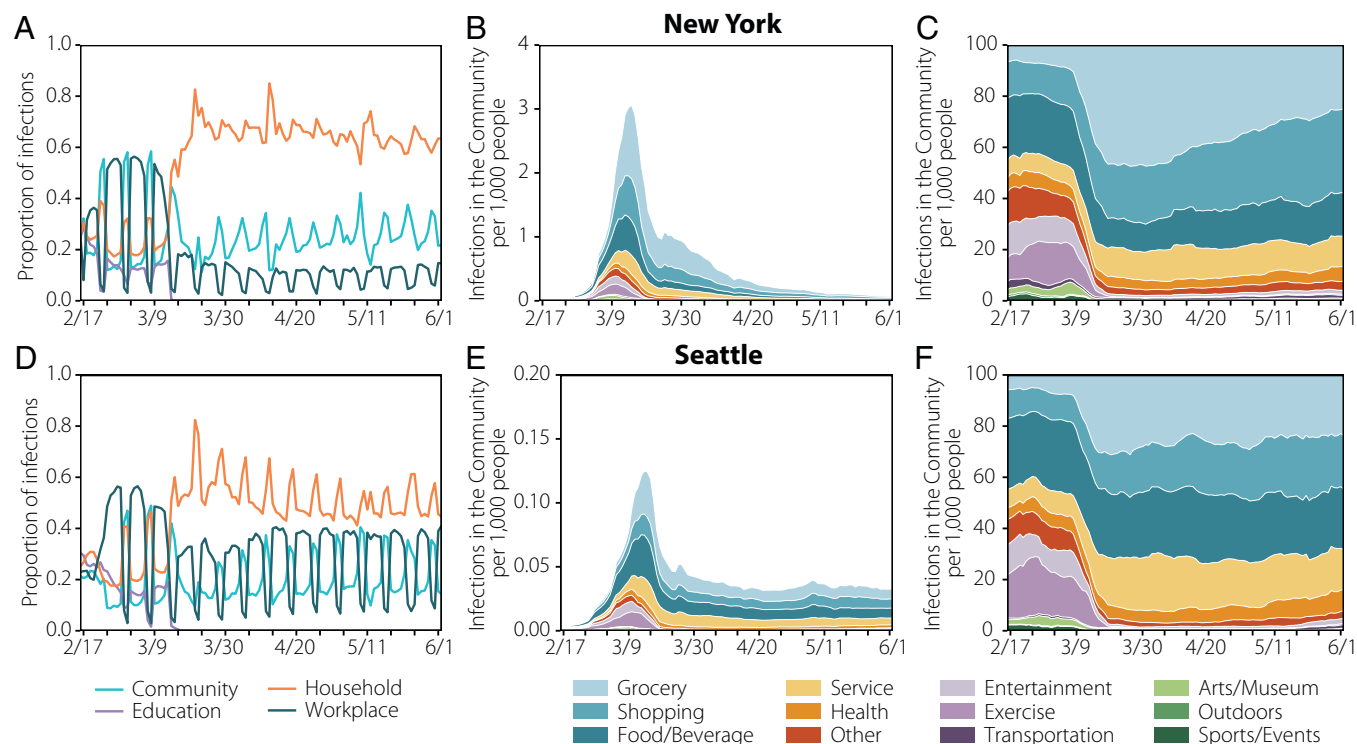 New York
A
B
C
Proportion of infections
1.0
0.8
0.6
0.4
0.2
0.0
2/17 3/9 3/30 4/20 5/11 6/1
Infections in the Community
per 1,000 people
4
3
2
1
0
3/9 3/30 4/20 5/11 6/1
Infections in the Community
per 1,000 people
100
80
60
40
20
0
2/17 3/9 3/30 4/20 5/11 6/1
Seattle
D
E
F
Proportion of infections
1.0
0.8
0.6
0.4
0.2
0.0
2/17 3/9 3/30 4/20 5/11 6/1
Infections in the Community
per 1,000 people
0.20
0.15
0.10
0.05
0.00
2/17 3/9 3/30 4/20 5/11 6/1
Infections in the Community
per 1,000 people
100
80
60
40
20
0
2/17 3/9 3/30 4/20 5/11 6/1
Community Household
Education Workplace
Grocery Service Entertainment Arts/Museum
Shopping Health Exercise Outdoors
Food/Beverage Other Transportation Sports/Events